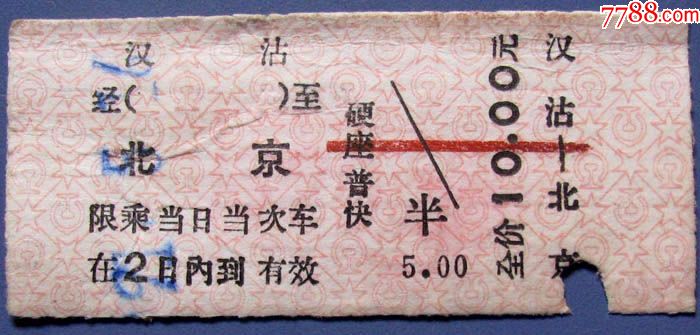 7788.com
汉沽
经( )至
北京
限乘当日当次车
在2日内到有效
硬座普快
半
5.00
全价10.00元
汉沽—北京